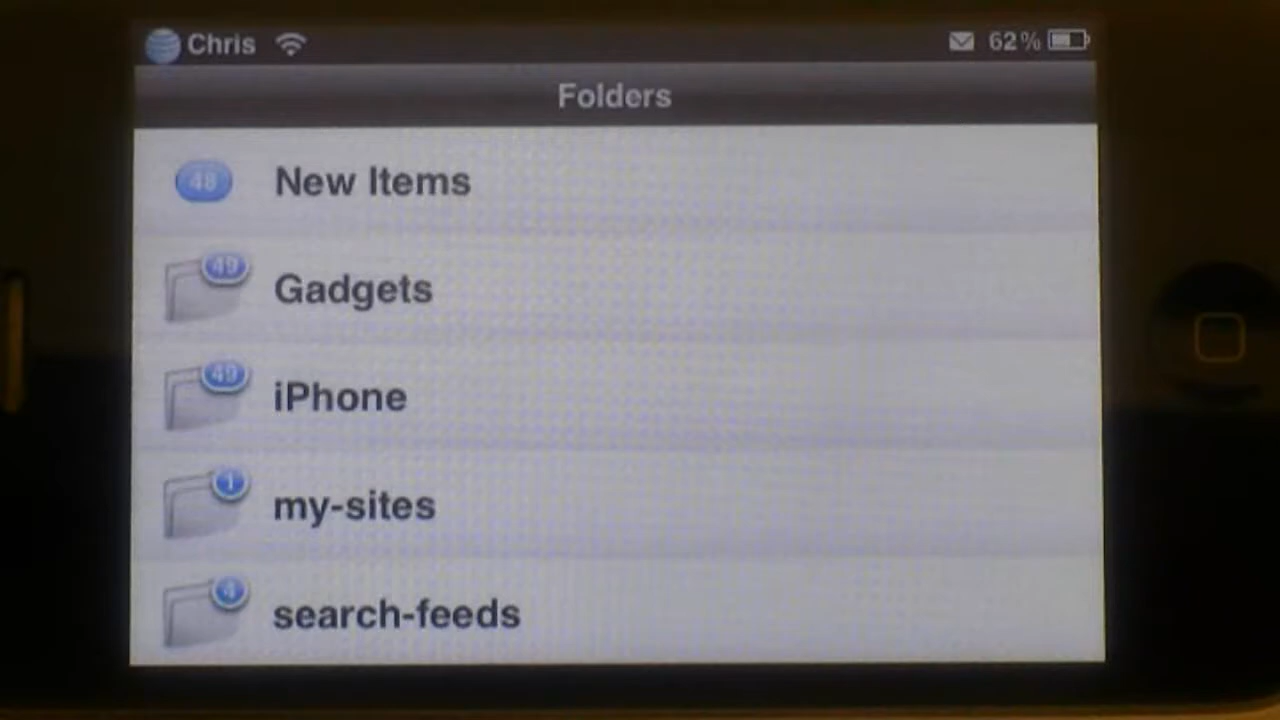 Chris 62%
Folders
48 New Items
49
Gadgets
49
iPhone
1
my-sites
4
search-feeds